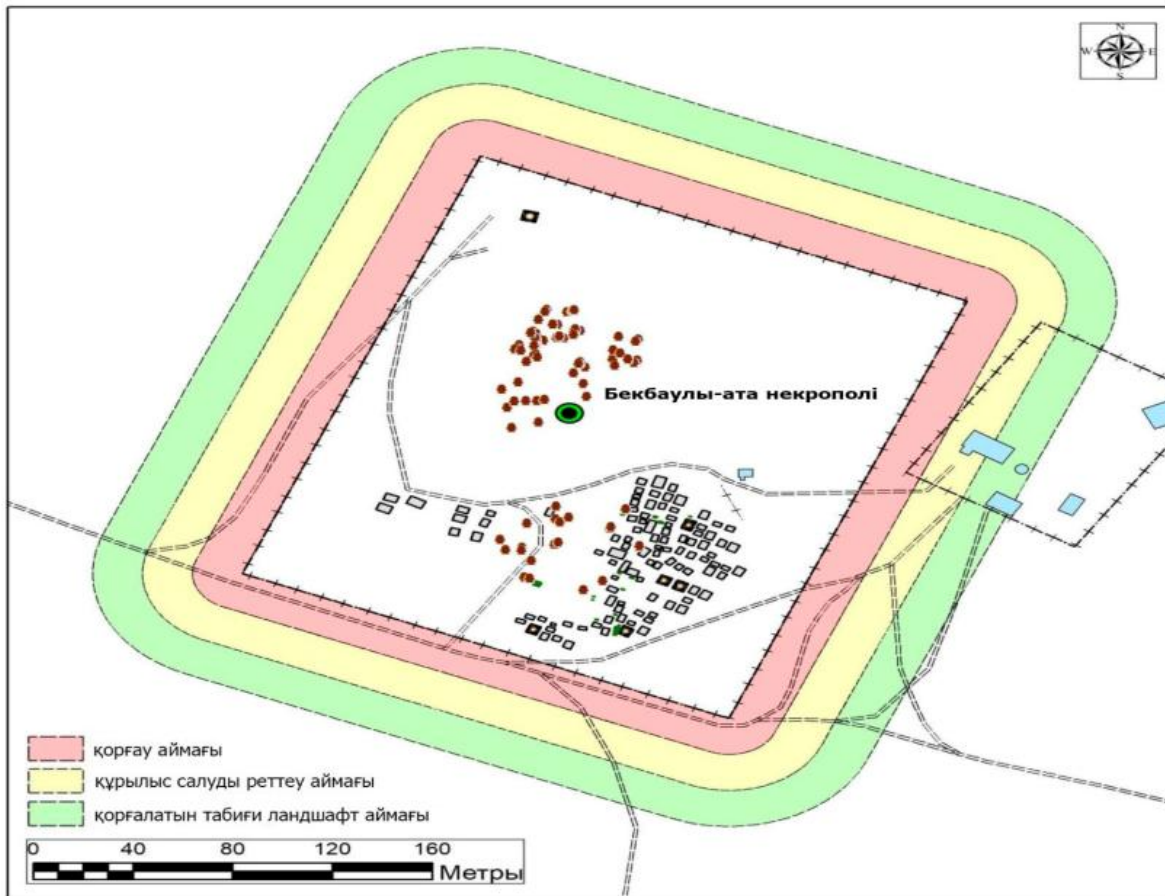 N
W E
S
Бекбаулы-ата некрополі
қорғау аймағы
құрылыс салуды реттеу аймағы
қорғалатын табиғи ландшафт аймағы
0 40 80 120 160
Метры